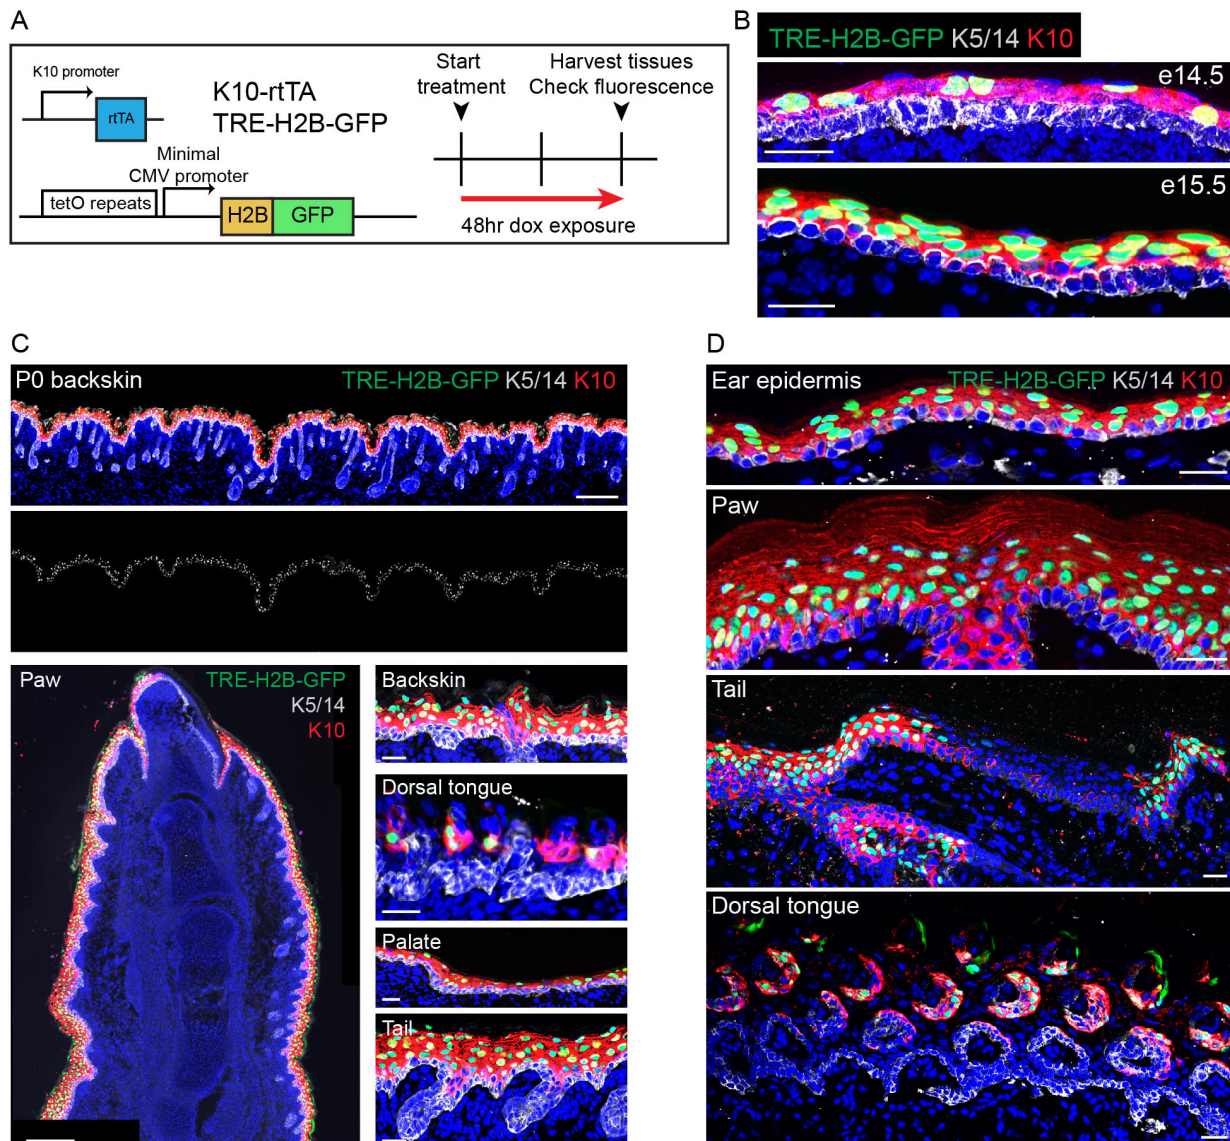 A
K10 promoter
rtTA
K10-rtTA
TRE-H2B-GFP
Minimal
CMV promoter
tetO repeats
H2B
GFP
Start
treatment
Harvest tissues
Check fluorescence
48hr dox exposure
B
TRE-H2B-GFP K5/14 K10
e14.5
e15.5
C
P0 backskin
TRE-H2B-GFP K5/14 K10
Paw
TRE-H2B-GFP
K5/14
K10
Backskin
Dorsal tongue
Palate
Tail
D
Ear epidermis
TRE-H2B-GFP K5/14 K10
Paw
Tail
Dorsal tongue